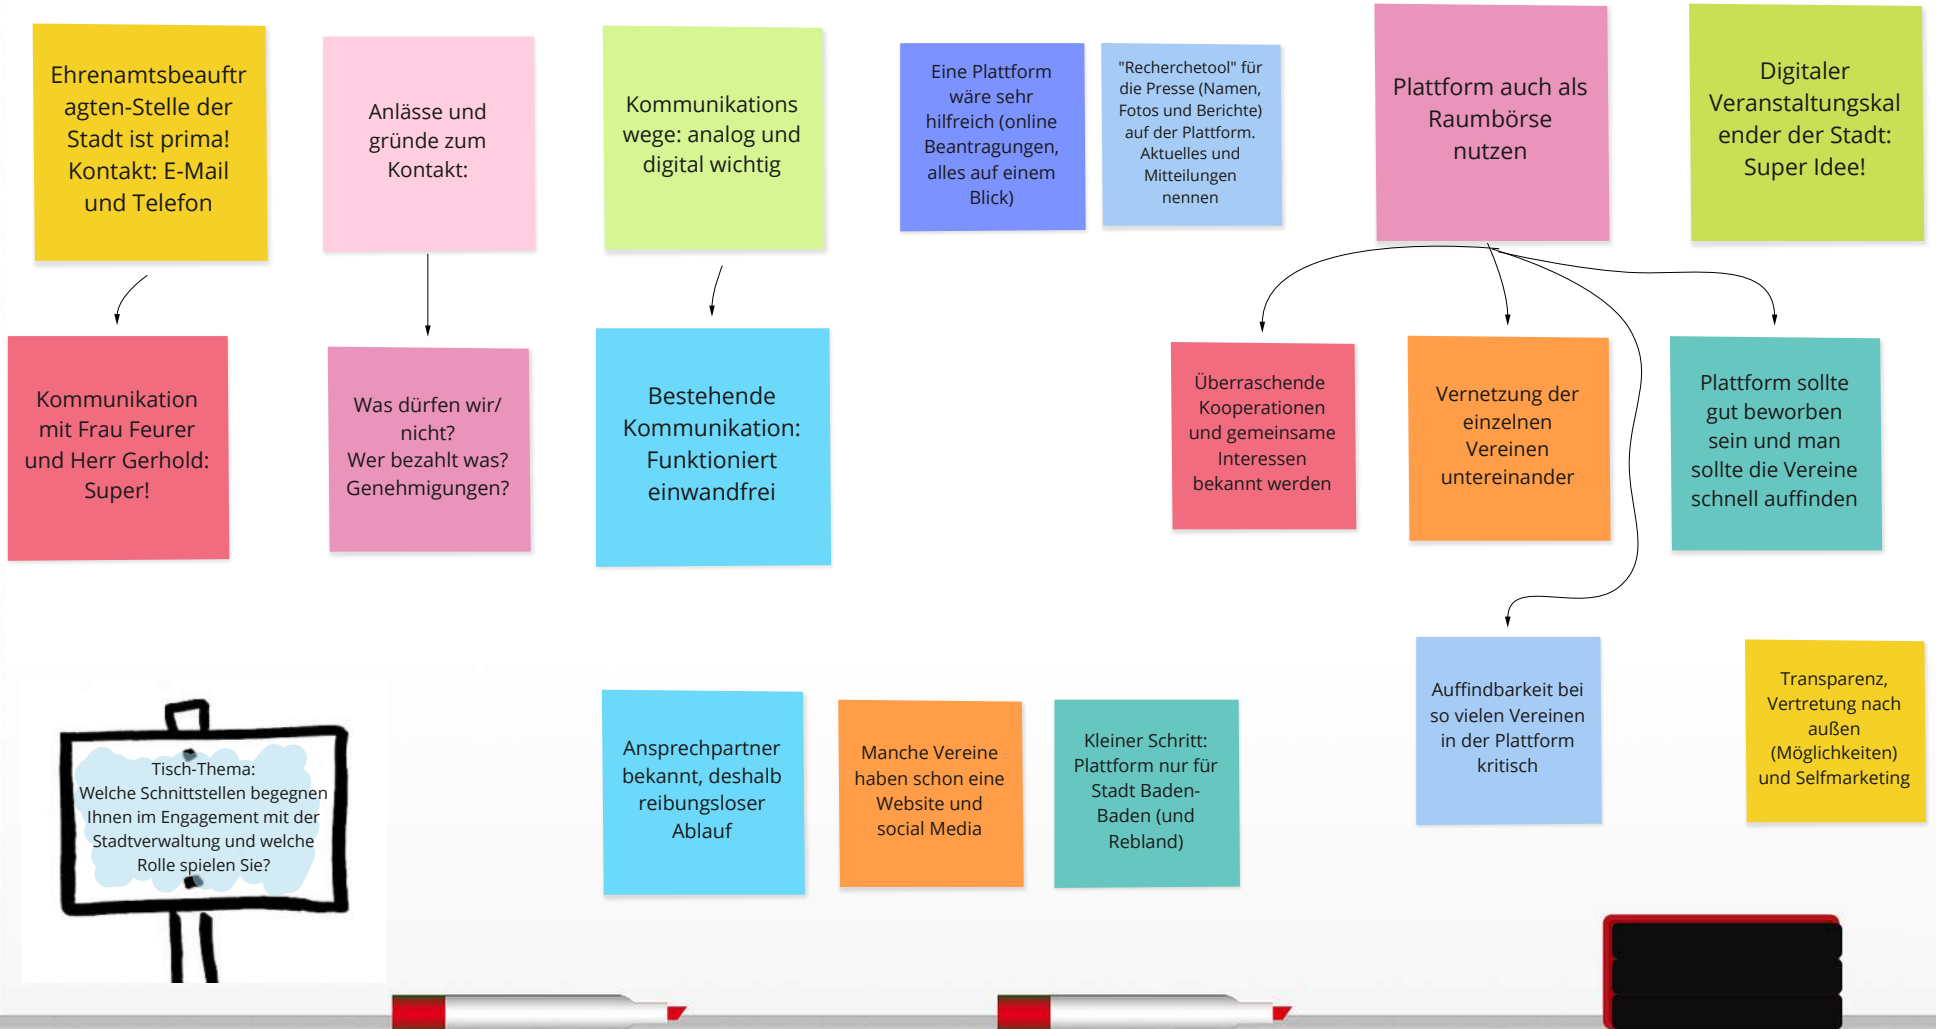 Ehrenamtsbeauftr
agten-Stelle der
Stadt ist prima!
Kontakt: E-Mail
und Telefon
Anlässe und
gründe zum
Kontakt:
Kommunikations
wege: analog und
digital wichtig
Eine Plattform
wäre sehr
hilfreich (online
Beantragungen,
alles auf einem
Blick)
"Recherchetool" für
die Presse (Namen,
Fotos und Berichte)
auf der Plattform.
Aktuelles und
Mitteilungen
nennen
Plattform auch als
Raumbörse
nutzen
Digitaler
Veranstaltungskal
ender der Stadt:
Super Idee!
Kommunikation
mit Frau Feurer
und Herr Gerhold:
Super!
Was dürfen wir/
nicht?
Wer bezahlt was?
Genehmigungen?
Bestehende
Kommunikation:
Funktioniert
einwandfrei
Überraschende
Kooperationen
und gemeinsame
Interessen
bekannt werden
Vernetzung der
einzelnen
Vereinen
untereinander
Plattform sollte
gut beworben
sein und man
sollte die Vereine
schnell auffinden
Tisch-Thema:
Welche Schnittstellen begegnen
Ihnen im Engagement mit der
Stadtverwaltung und welche
Rolle spielen Sie?
Ansprechpartner
bekannt, deshalb
reibungsloser
Ablauf
Manche Vereine
haben schon eine
Website und
social Media
Kleiner Schritt:
Plattform nur für
Stadt Baden-
Baden (und
Rebland)
Auffindbarkeit bei
so vielen Vereinen
in der Plattform
kritisch
Transparenz,
Vertretung nach
außen
(Möglichkeiten)
und Selfmarketing